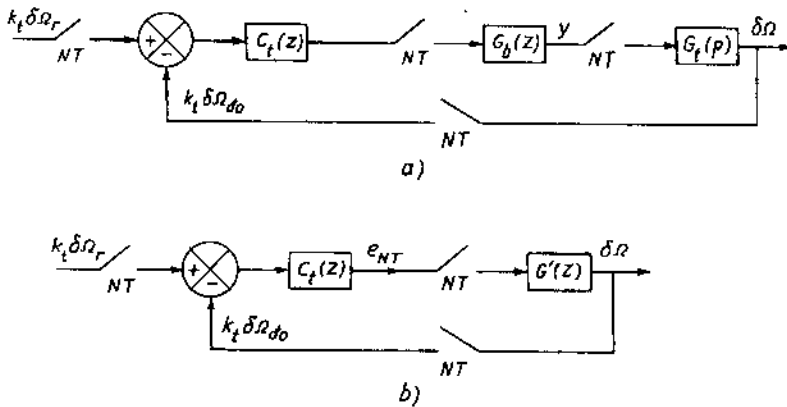 k_t δΩ_r
NT
+
−
C_t(z)
NT
G_b(z)
y
NT
G_t(p)
δΩ
k_t δΩ_do
NT
a)
k_t δΩ_r
NT
+
−
C_t(z)
e_NT
NT
G'(z)
δΩ
k_t δΩ_do
NT
b)